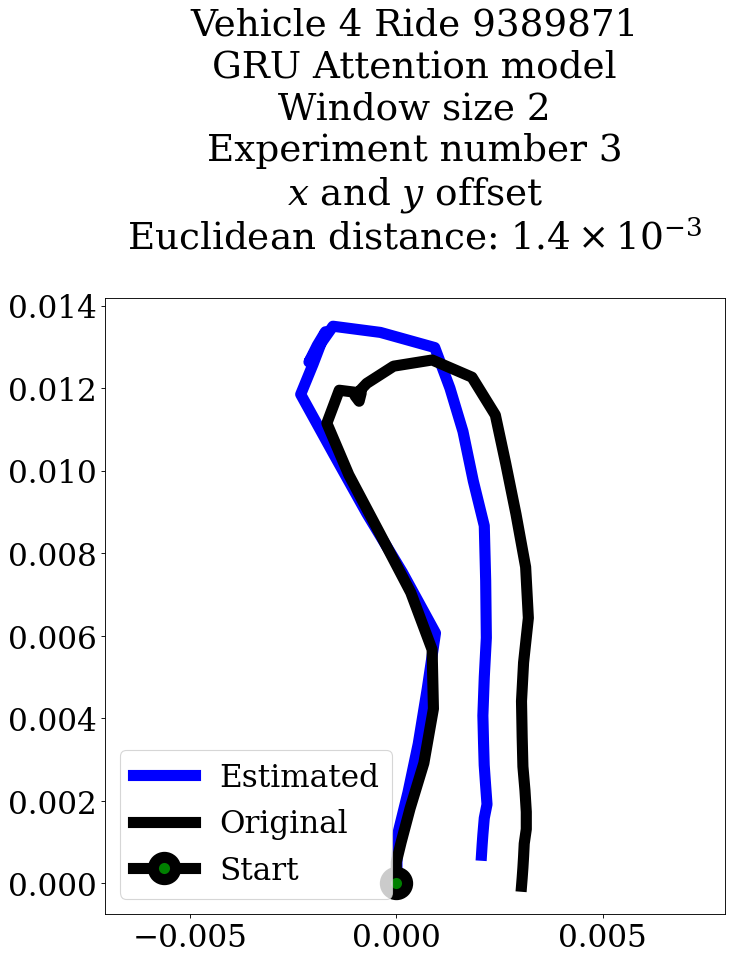 Vehicle 4 Ride 9389871
GRU Attention model
Window size 2
Experiment number 3
x and y offset
Euclidean distance: 1.4 × 10⁻³
0.014
0.012
0.010
0.008
0.006
0.004
0.002
0.000
Estimated
Original
Start
−0.005
0.000
0.005